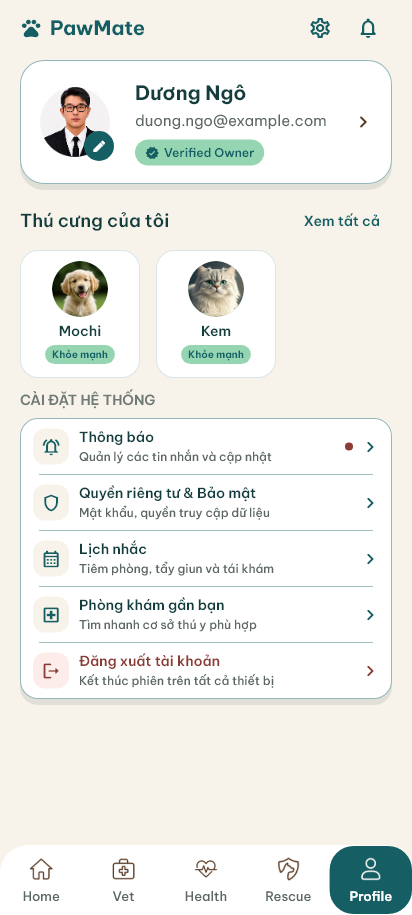 PawMate
Dương Ngô
duong.ngo@example.com
Verified Owner
Thú cưng của tôi
Xem tất cả
Mochi
Khỏe mạnh
Kem
Khỏe mạnh
CÀI ĐẶT HỆ THỐNG
Thông báo
Quản lý các tin nhắn và cập nhật
Quyền riêng tư & Bảo mật
Mật khẩu, quyền truy cập dữ liệu
Lịch nhắc
Tiêm phòng, tẩy giun và tái khám
Phòng khám gần bạn
Tìm nhanh cơ sở thú y phù hợp
Đăng xuất tài khoản
Kết thúc phiên trên tất cả thiết bị
Home
Vet
Health
Rescue
Profile